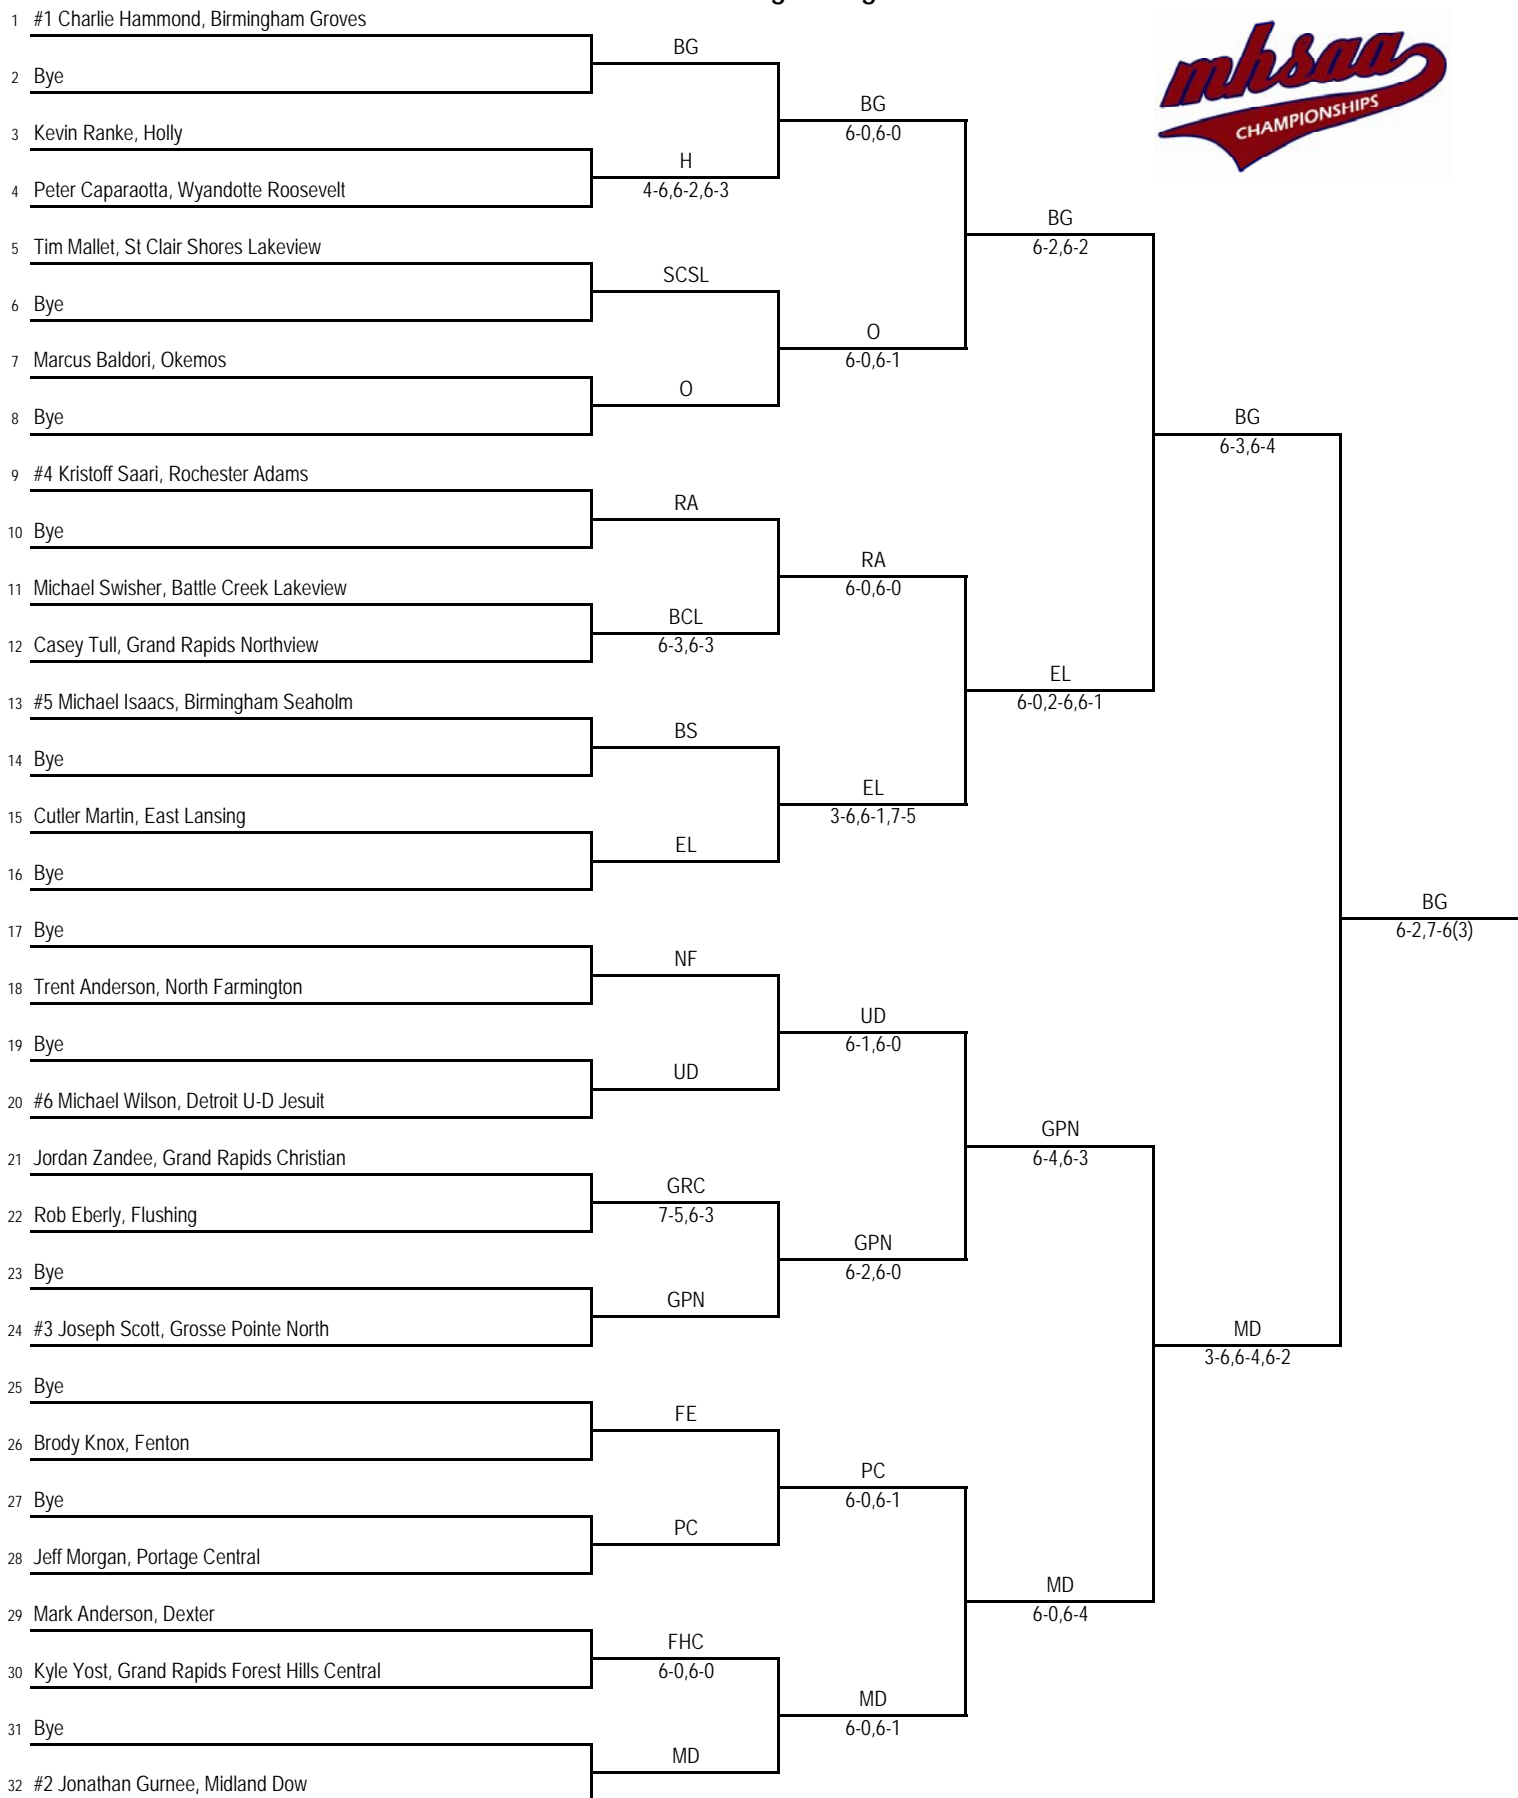 1 #1 Charlie Hammond, Birmingham Groves
2 Bye
3 Kevin Ranke, Holly
4 Peter Caparaotta, Wyandotte Roosevelt
5 Tim Mallet, St Clair Shores Lakeview
6 Bye
7 Marcus Baldori, Okemos
8 Bye
9 #4 Kristoff Saari, Rochester Adams
10 Bye
11 Michael Swisher, Battle Creek Lakeview
12 Casey Tull, Grand Rapids Northview
13 #5 Michael Isaacs, Birmingham Seaholm
14 Bye
15 Cutler Martin, East Lansing
16 Bye
17 Bye
18 Trent Anderson, North Farmington
19 Bye
20 #6 Michael Wilson, Detroit U-D Jesuit
21 Jordan Zandee, Grand Rapids Christian
22 Rob Eberly, Flushing
23 Bye
24 #3 Joseph Scott, Grosse Pointe North
25 Bye
26 Brody Knox, Fenton
27 Bye
28 Jeff Morgan, Portage Central
29 Mark Anderson, Dexter
30 Kyle Yost, Grand Rapids Forest Hills Central
31 Bye
32 #2 Jonathan Gurnee, Midland Dow
BG
H
4-6,6-2,6-3
SCSL
O
RA
BCL
6-3,6-3
BS
EL
NF
UD
GRC
7-5,6-3
GPN
FE
PC
FHC
6-0,6-0
MD
BG
6-0,6-0
O
6-0,6-1
RA
6-0,6-0
EL
3-6,6-1,7-5
UD
6-1,6-0
GPN
6-2,6-0
PC
6-0,6-1
MD
6-0,6-1
BG
6-2,6-2
EL
6-0,2-6,6-1
GPN
6-4,6-3
MD
6-0,6-4
BG
6-3,6-4
MD
3-6,6-4,6-2
BG
6-2,7-6(3)
mhsaa
CHAMPIONSHIPS